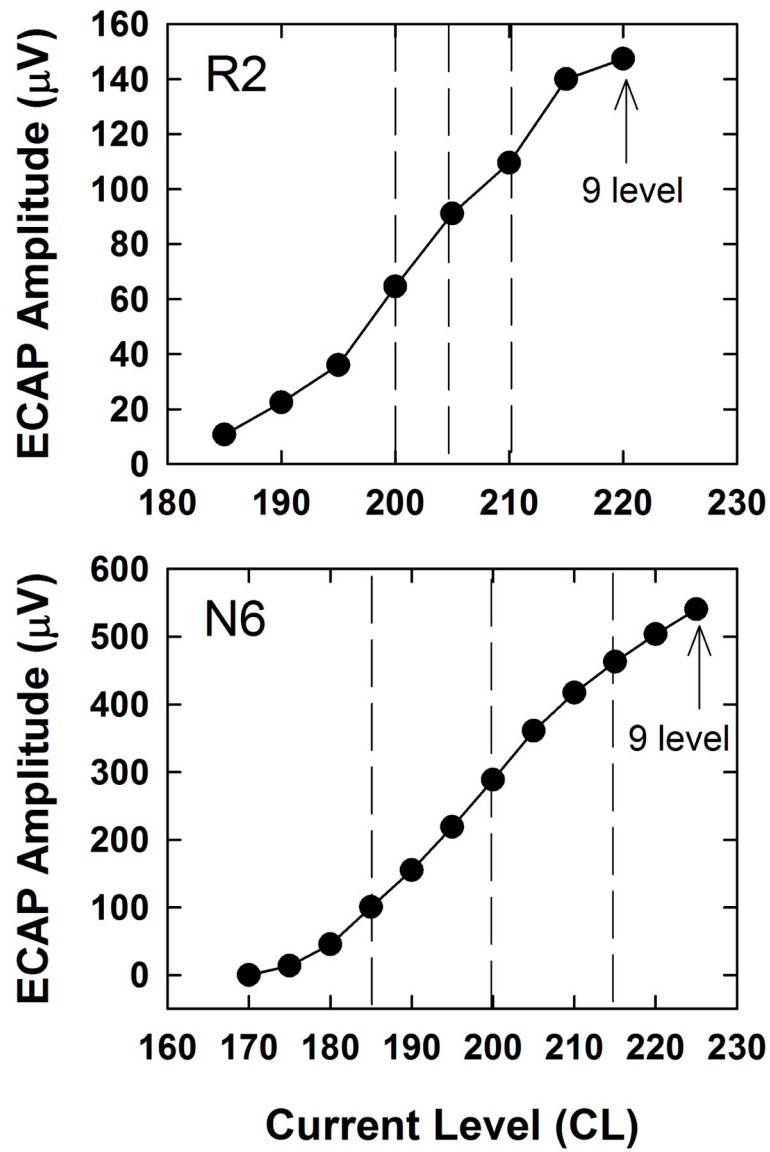 160
R2
140
120
100
80
60
40
20
0
ECAP Amplitude (μV)
9 level
180 190 200 210 220 230
600
N6
500
400
300
200
100
0
ECAP Amplitude (μV)
9 level
160 170 180 190 200 210 220 230
Current Level (CL)